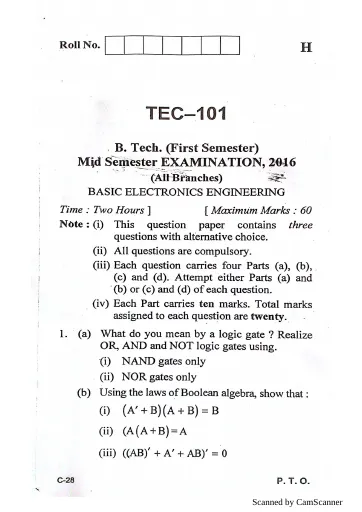 Roll No.
H
TEC–101
B. Tech. (First Semester)
Mid Semester EXAMINATION, 2016
(All Branches)
BASIC ELECTRONICS ENGINEERING
Time : Two Hours ] [ Maximum Marks : 60
Note : (i) This question paper contains three
questions with alternative choice.
(ii) All questions are compulsory.
(iii) Each question carries four Parts (a), (b),
(c) and (d). Attempt either Parts (a) and
(b) or (c) and (d) of each question.
(iv) Each Part carries ten marks. Total marks
assigned to each question are twenty.
1. (a) What do you mean by a logic gate ? Realize
OR, AND and NOT logic gates using.
(i) NAND gates only
(ii) NOR gates only
(b) Using the laws of Boolean algebra, show that :
(i) (A′ + B)(A + B) = B
(ii) (A(A + B) = A
(iii) ((AB)′ + A′ + AB)′ = 0
C-28 P. T. O.
Scanned by CamScanner